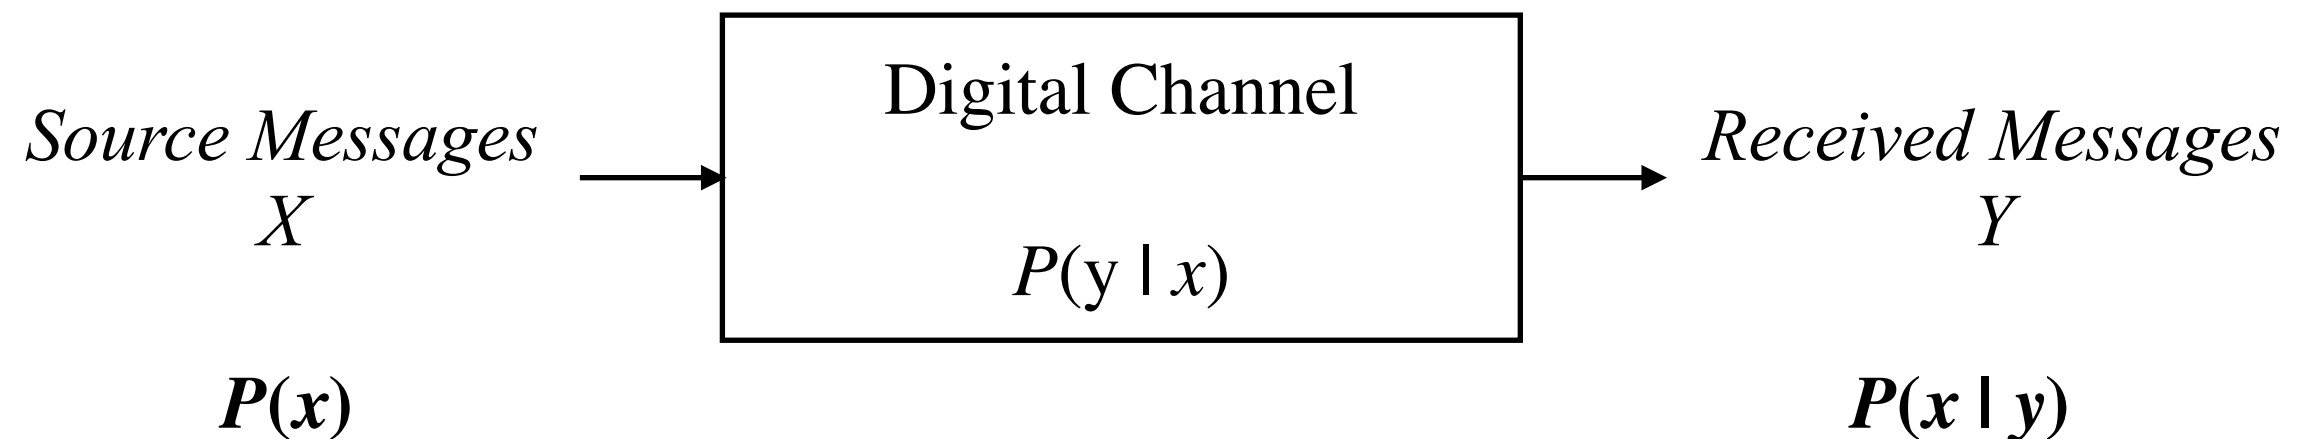 Source Messages
X
P(x)
Digital Channel
P(y | x)
Received Messages
Y
P(x | y)